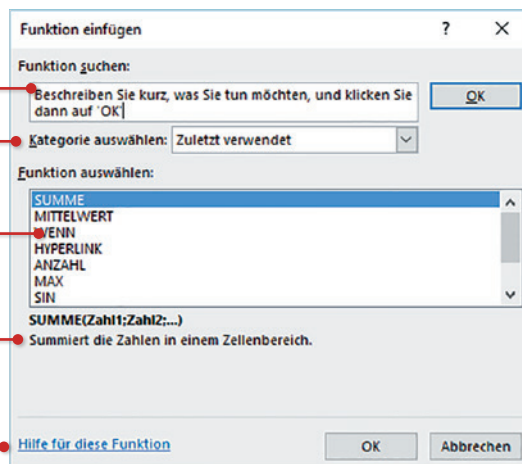 Funktion einfügen ? ×
Funktion suchen:
Beschreiben Sie kurz, was Sie tun möchten, und klicken Sie
dann auf 'OK'
OK
Kategorie auswählen: Zuletzt verwendet
Funktion auswählen:
SUMME
MITTELWERT
WENN
HYPERLINK
ANZAHL
MAX
SIN
SUMME(Zahl1;Zahl2;...)
Summiert die Zahlen in einem Zellenbereich.
Hilfe für diese Funktion OK Abbrechen